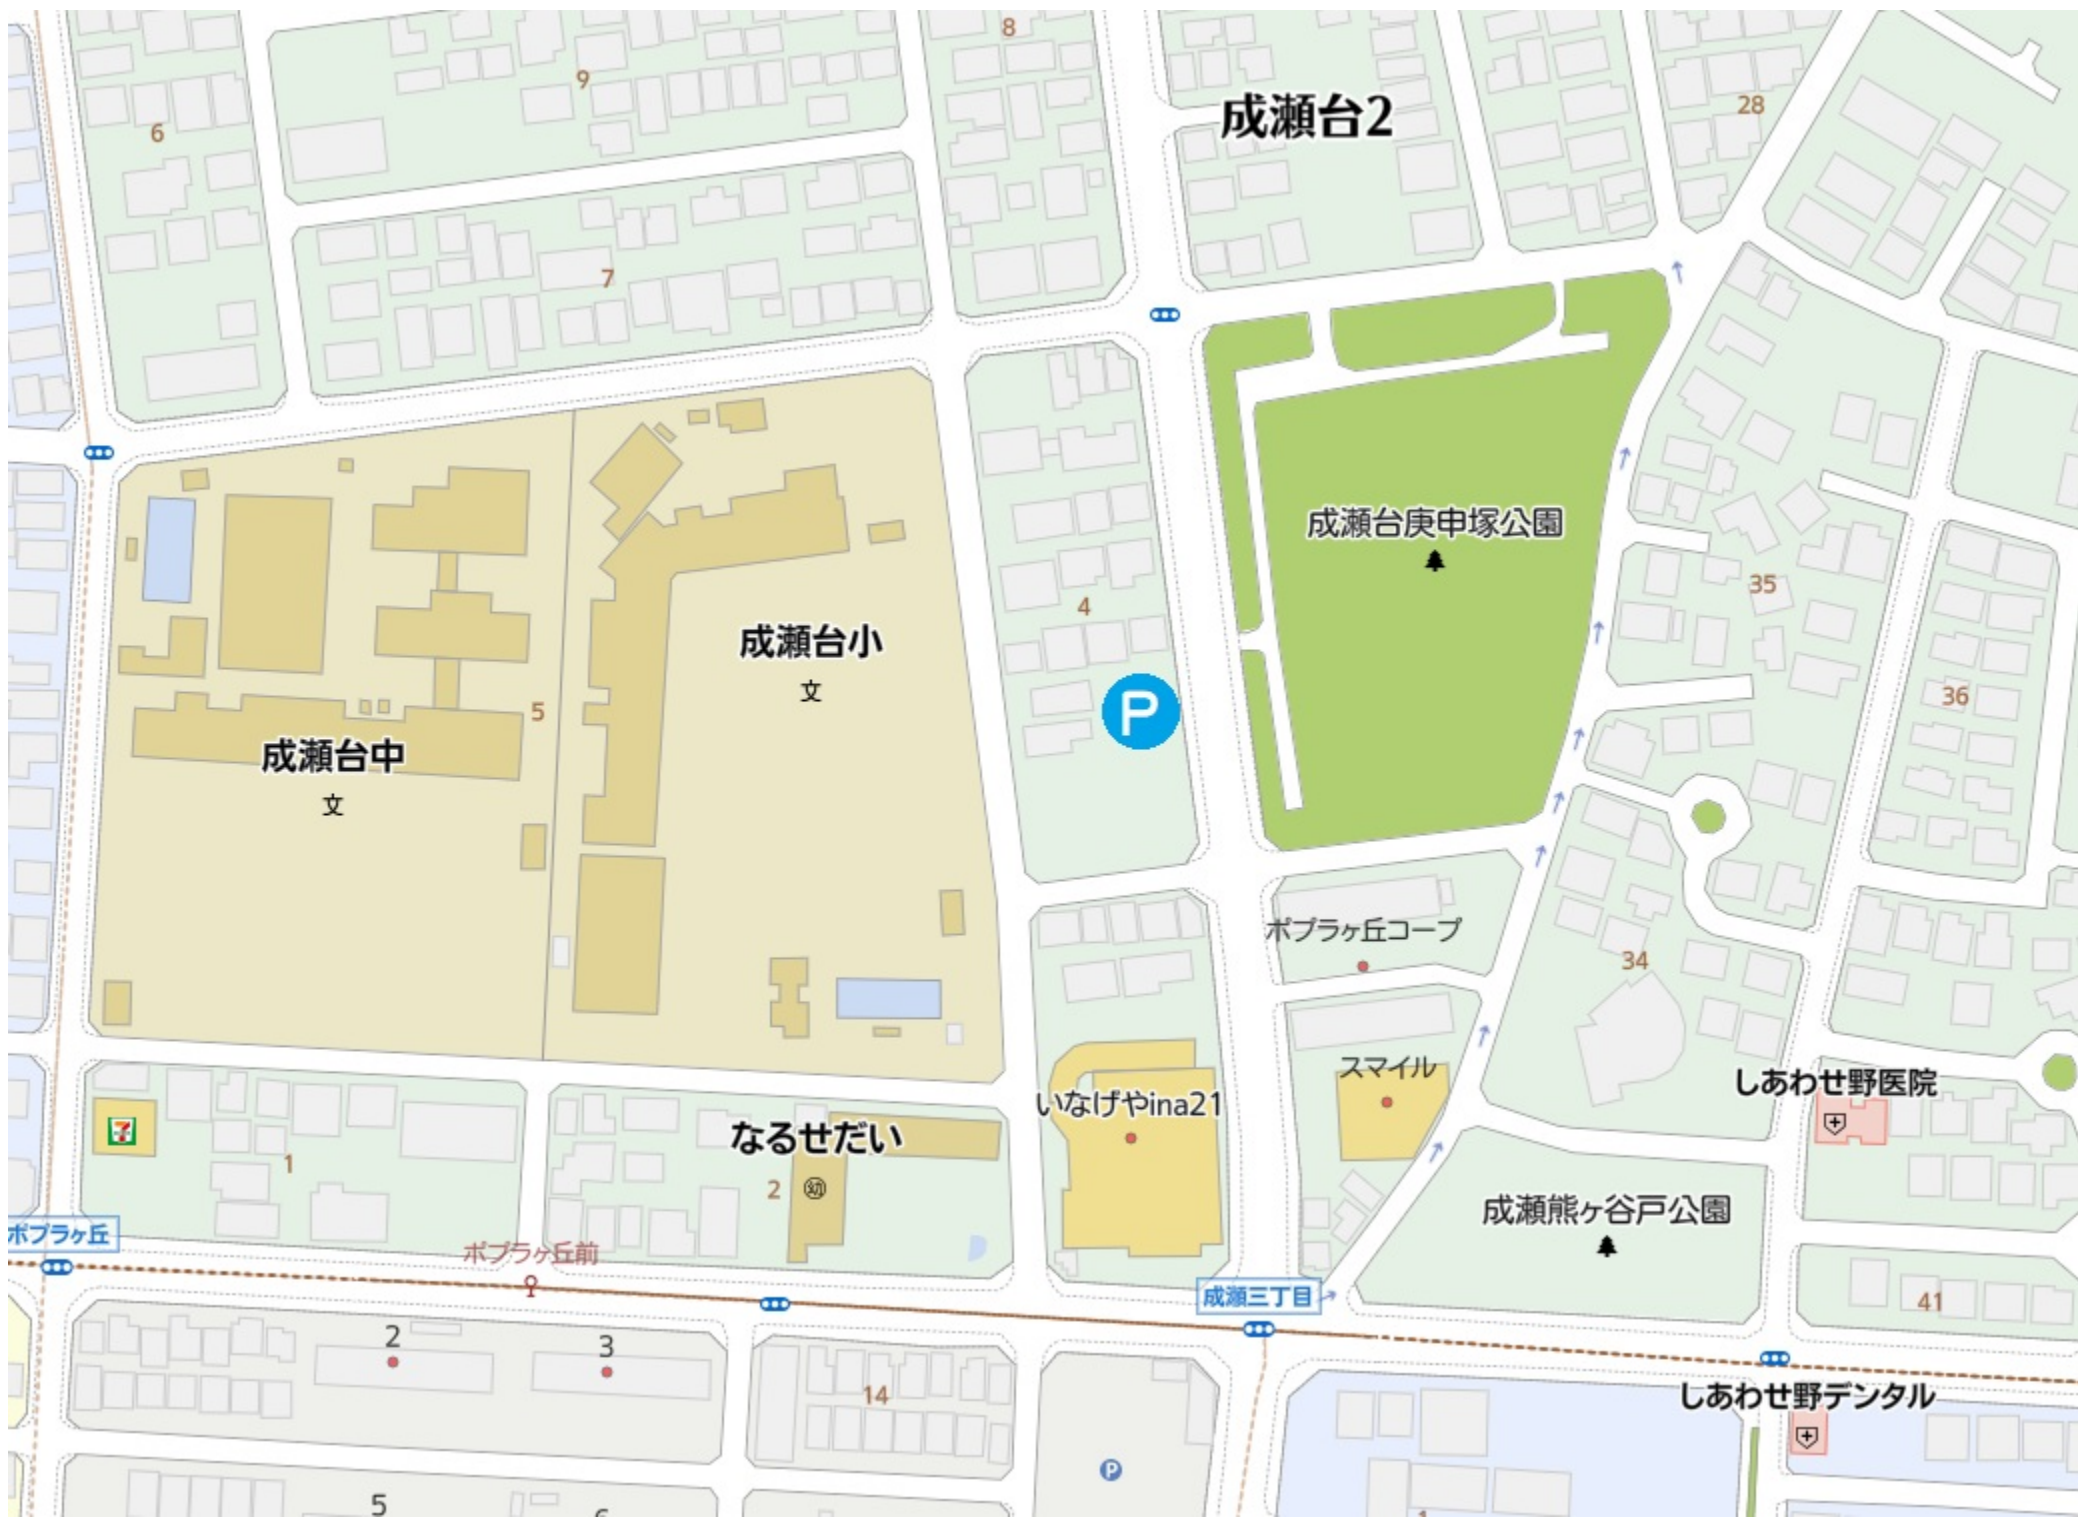 8
9
成瀬台2
28
6
7
成瀬台庚申塚公園
35
4
成瀬台小
文
36
5
P
成瀬台中
文
ポプラヶ丘コープ
34
スマイル
しあわせ野医院
いなげやina21
7
なるせだい
1
2
幼
成瀬熊ヶ谷戸公園
ポプラヶ丘
ポプラヶ丘前
成瀬三丁目
41
2
3
14
しあわせ野デンタル
P
5